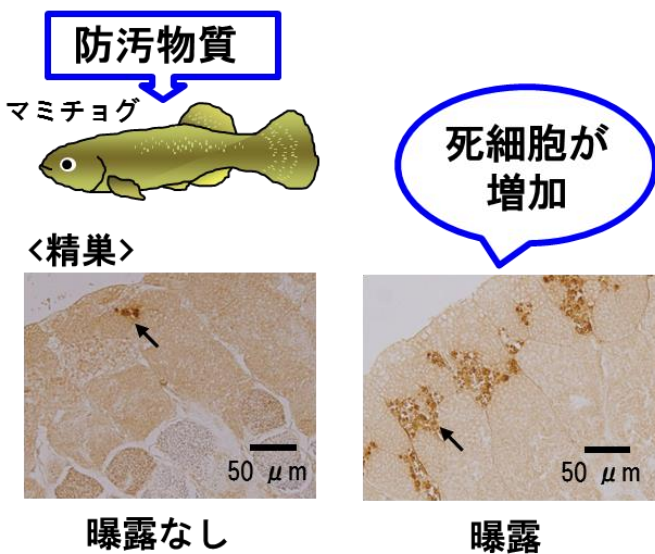 防汚物質
マミチョグ
死細胞が
増加
<精巣>
50 μm
50 μm
曝露なし
曝露